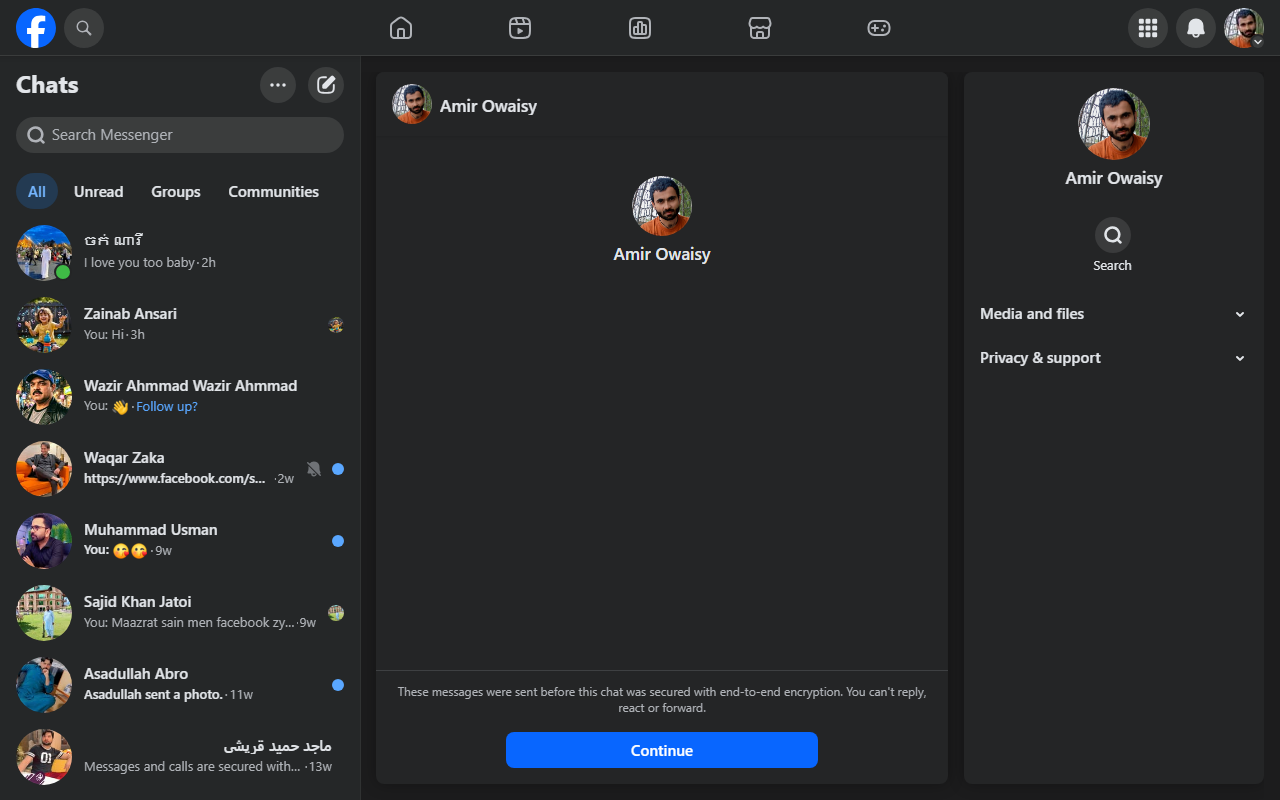 Chats
Search Messenger
All
Unread
Groups
Communities
ចក់ ណារី
I love you too baby · 2h
Zainab Ansari
You: Hi · 3h
Wazir Ahmmad Wazir Ahmmad
You: 👋 · Follow up?
Waqar Zaka
https://www.facebook.com/s... · 2w
Muhammad Usman
You: 😘😘 · 9w
Sajid Khan Jatoi
You: Maazrat sain men facebook zy... · 9w
Asadullah Abro
Asadullah sent a photo. · 11w
ماجد حمید قریشی
Messages and calls are secured with... · 13w
Amir Owaisy
Amir Owaisy
These messages were sent before this chat was secured with end-to-end encryption. You can't reply,
react or forward.
Continue
Amir Owaisy
Search
Media and files
Privacy & support